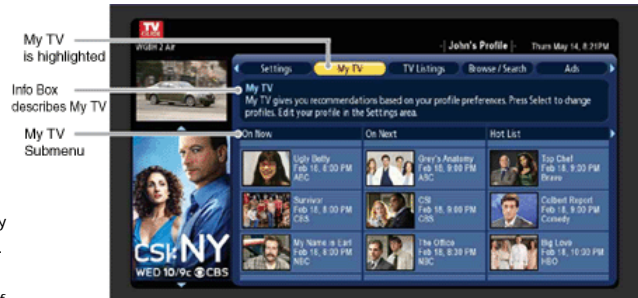 My TV
is highlighted
Info Box
describes My TV
My TV
Submenu
y
.
f
TV
GUIDE
WGBH 2 Air
John's Profile
Thurs May 14, 8:21PM
Settings
My TV
TV Listings
Browse / Search
Ads
My TV
My TV gives you recommendations based on your profile preferences. Press Select to change
profiles. Edit your profile in the Settings area.
On Now
On Next
Hot List
Ugly Betty
Feb 18, 8:00 PM
ABC
Grey's Anatomy
Feb 18, 9:00 PM
ABC
Top Chef
Feb 18, 9:00 PM
Bravo
Survivor
Feb 18, 8:00 PM
CBS
CSI
Feb 18, 9:00 PM
CBS
Colbert Report
Feb 18, 9:30 PM
Comedy
My Name is Earl
Feb 18, 8:00 PM
NBC
The Office
Feb 18, 8:30 PM
NBC
Big Love
Feb 18, 10:00 PM
HBO
CSI: NY
WED 10/9c CBS